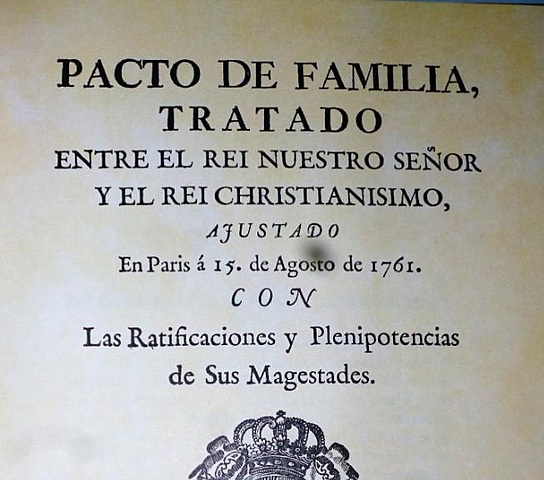 PACTO DE FAMILIA,
TRATADO
ENTRE EL REI NUESTRO SEÑOR
Y EL REI CHRISTIANISIMO,
AJUSTADO
En Paris á 15. de Agosto de 1761.
CON
Las Ratificaciones y Plenipotencias
de Sus Magestades.